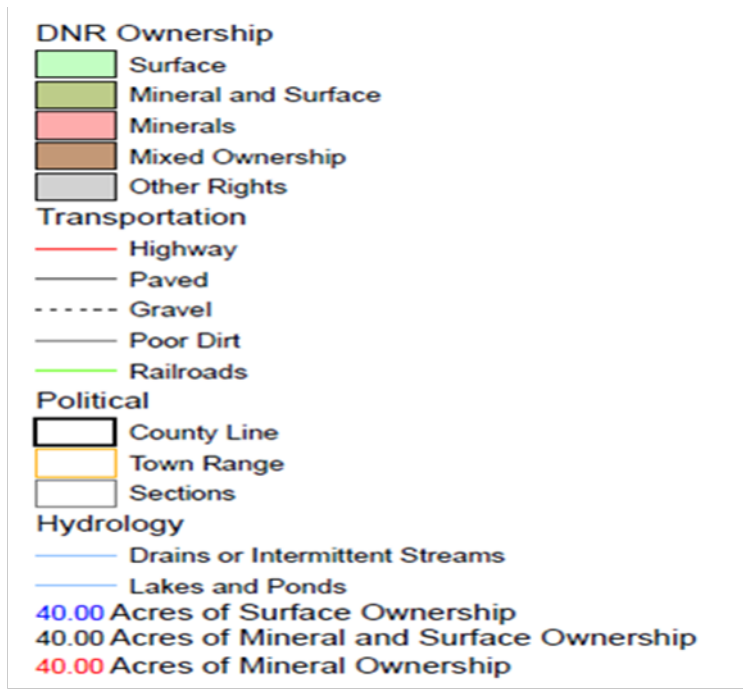 DNR Ownership
Surface
Mineral and Surface
Minerals
Mixed Ownership
Other Rights
Transportation
Highway
Paved
Gravel
Poor Dirt
Railroads
Political
County Line
Town Range
Sections
Hydrology
Drains or Intermittent Streams
Lakes and Ponds
40.00 Acres of Surface Ownership
40.00 Acres of Mineral and Surface Ownership
40.00 Acres of Mineral Ownership